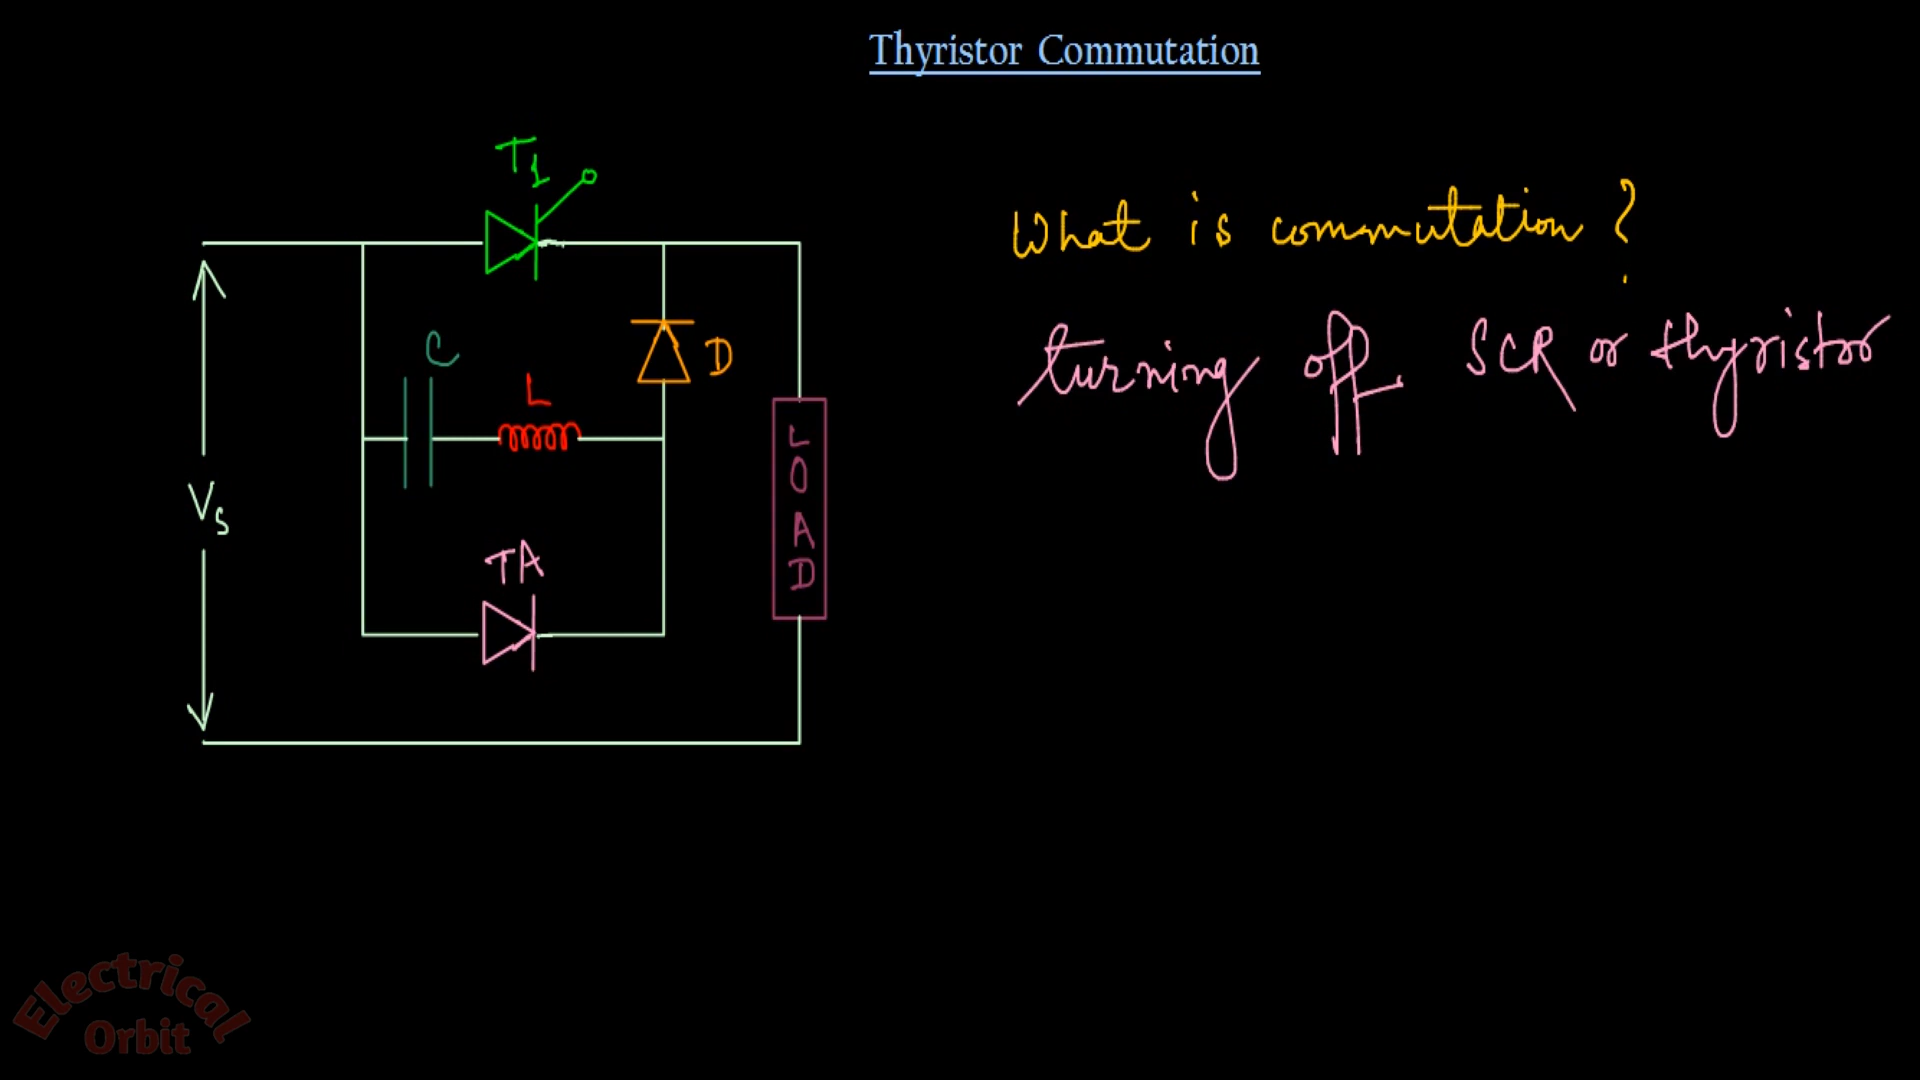 Thyristor Commutation
T1
What is commutation ?
turning off SCR or thyristor
C
D
L
LOAD
Vs
TA
Electrical
Orbit